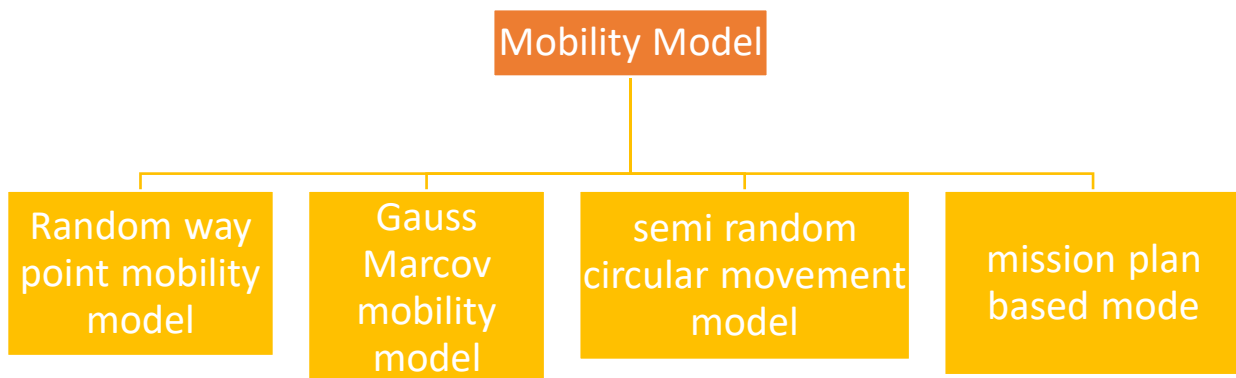 Mobility Model
Random way
point mobility
model
Gauss
Marcov
mobility
model
semi random
circular movement
model
mission plan
based mode